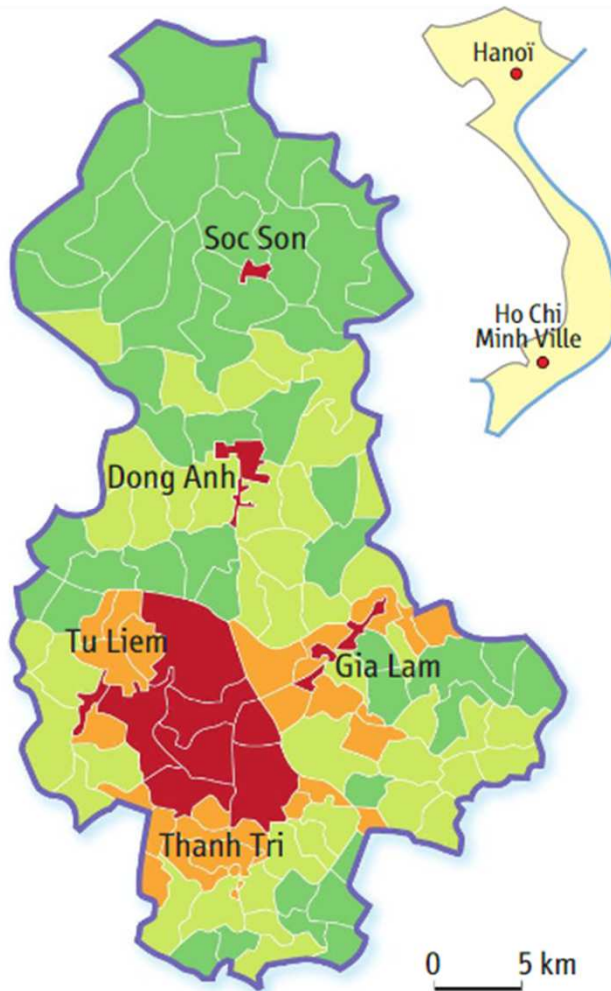 Hanoï
Soc Son
Ho Chi
Minh Ville
Dong Anh
Tu Liem
Gia Lam
Thanh Tri
0 5 km